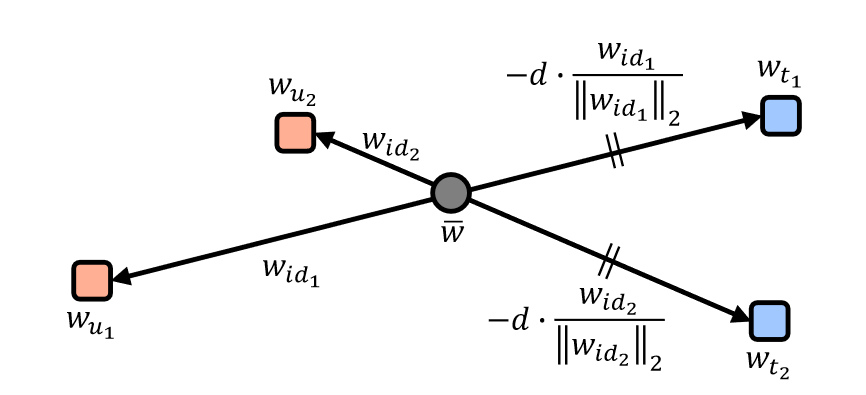 −d · w_{id_1} / ‖w_{id_1}‖_2
w_{t_1}
w_{u_2}
w_{id_2}
w̄
w_{id_1}
w_{u_1}
−d · w_{id_2} / ‖w_{id_2}‖_2
w_{t_2}